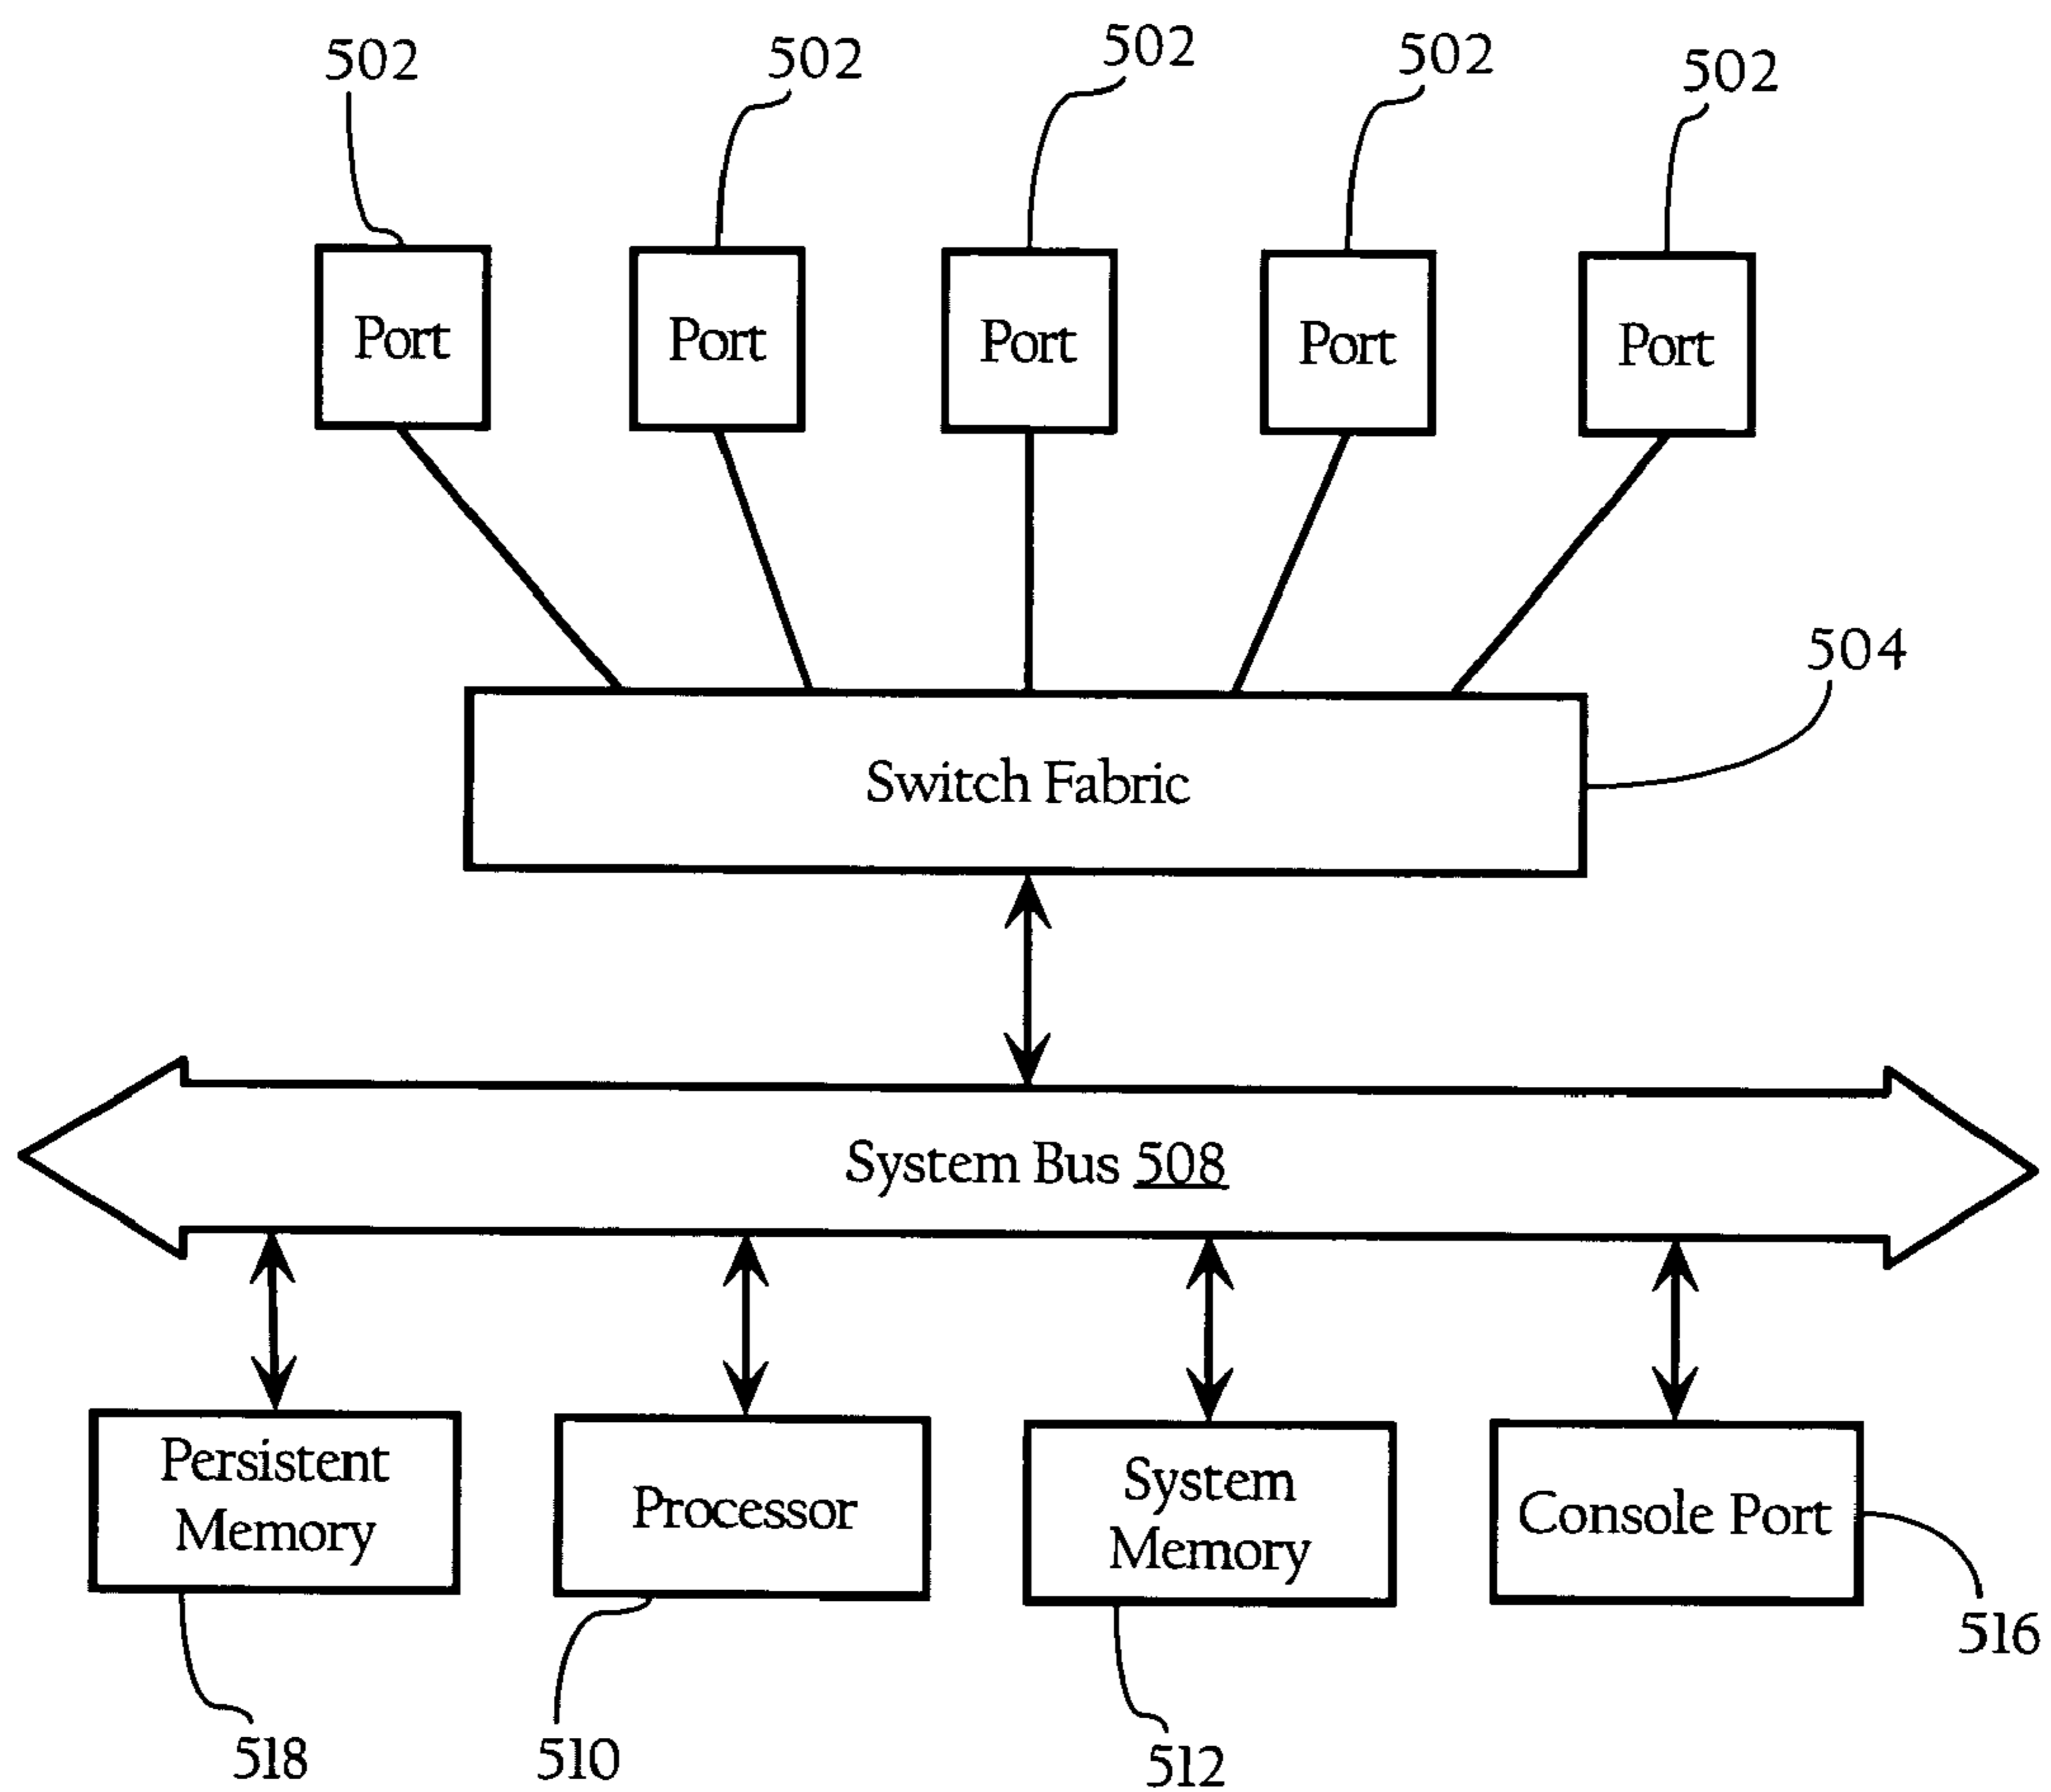 502
502
502
502
502
Port
Port
Port
Port
Port
504
Switch Fabric
System Bus 508
Persistent
Memory
Processor
System
Memory
Console Port
516
518
510
512